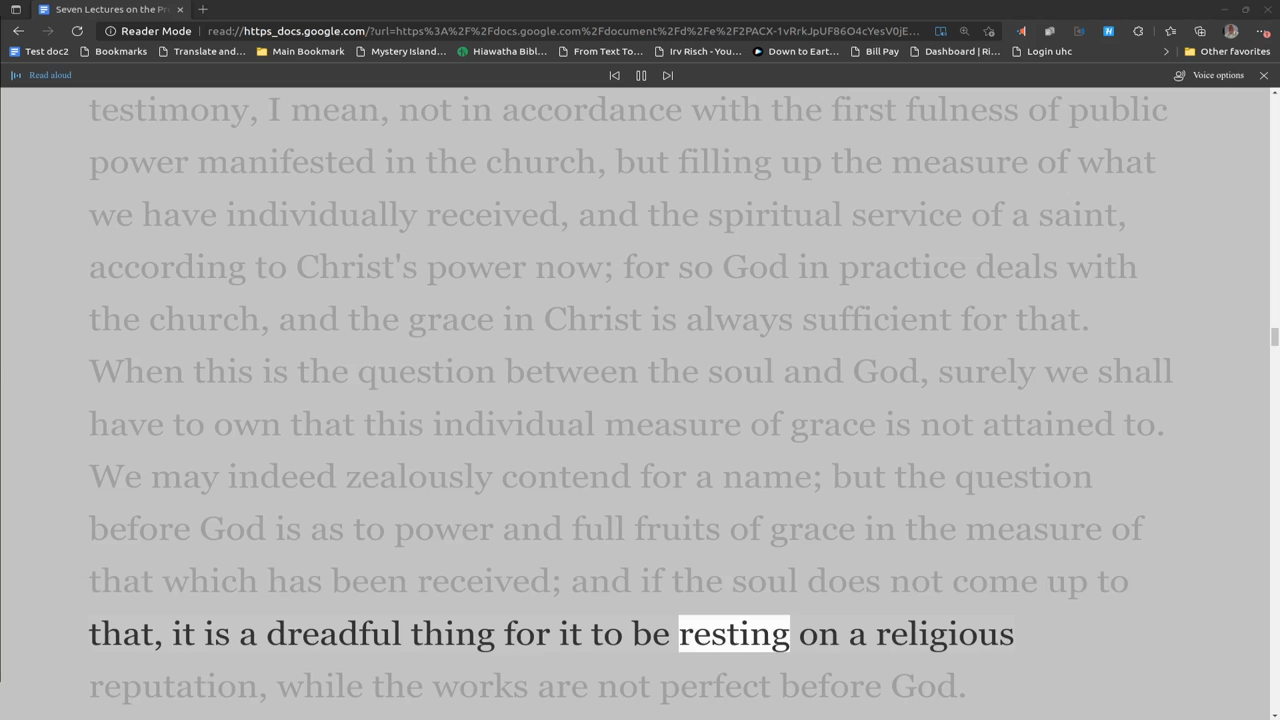 Seven Lectures on the Pr
Reader Mode read://https_docs.google.com/?url=https%3A%2F%2Fdocs.google.com%2Fdocument%2Fd%2Fe%2F2PACX-1vRrkJpUF86O4cYesV0jE...
Test doc2 Bookmarks Translate and... Main Bookmark Mystery Island... Hiawatha Bibl... From Text To... Irv Risch - You... Down to Eart... Bill Pay Dashboard | Ri... Login uhc Other favorites
Read aloud Voice options
testimony, I mean, not in accordance with the first fulness of public
power manifested in the church, but filling up the measure of what
we have individually received, and the spiritual service of a saint,
according to Christ's power now; for so God in practice deals with
the church, and the grace in Christ is always sufficient for that.
When this is the question between the soul and God, surely we shall
have to own that this individual measure of grace is not attained to.
We may indeed zealously contend for a name; but the question
before God is as to power and full fruits of grace in the measure of
that which has been received; and if the soul does not come up to
that, it is a dreadful thing for it to be resting on a religious
reputation, while the works are not perfect before God.